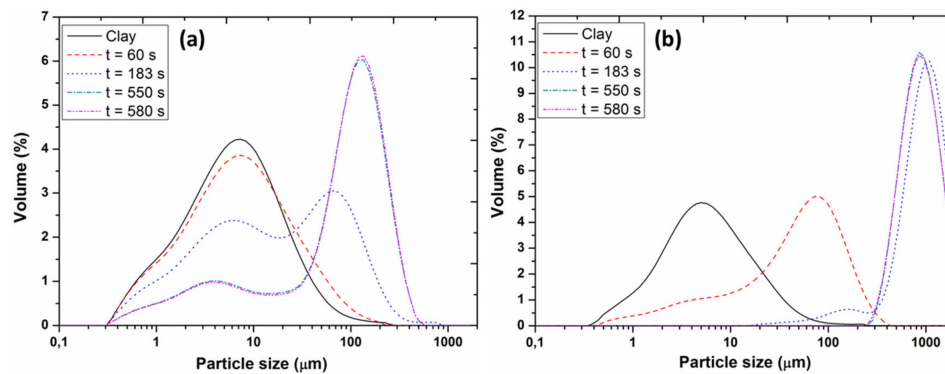 (a)
Clay
t = 60 s
t = 183 s
t = 550 s
t = 580 s
Volume (%)
7
6
5
4
3
2
1
0
0,1
1
10
100
1000
Particle size (μm)
(b)
Clay
t = 60 s
t = 183 s
t = 550 s
t = 580 s
Volume (%)
12
11
10
9
8
7
6
5
4
3
2
1
0
0,1
1
10
100
1000
Particle size (μm)